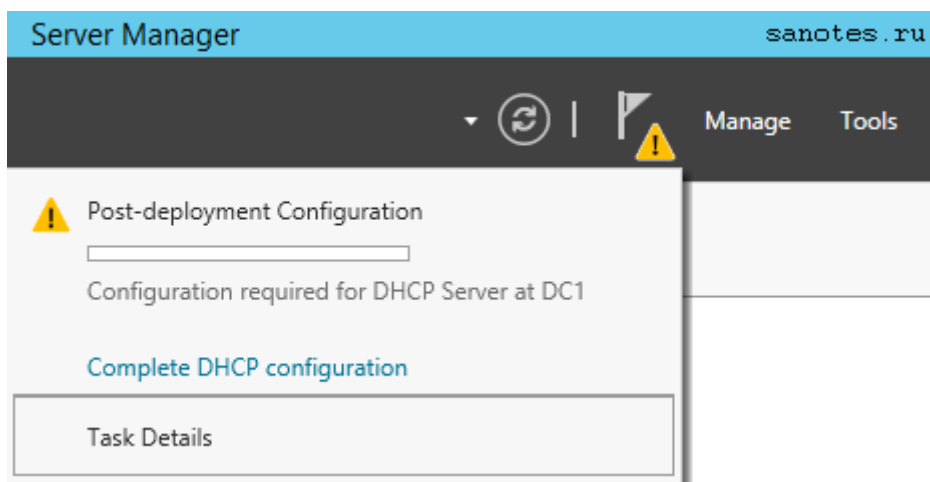 Server Manager sanotes.ru
Manage Tools
Post-deployment Configuration
Configuration required for DHCP Server at DC1
Complete DHCP configuration
Task Details